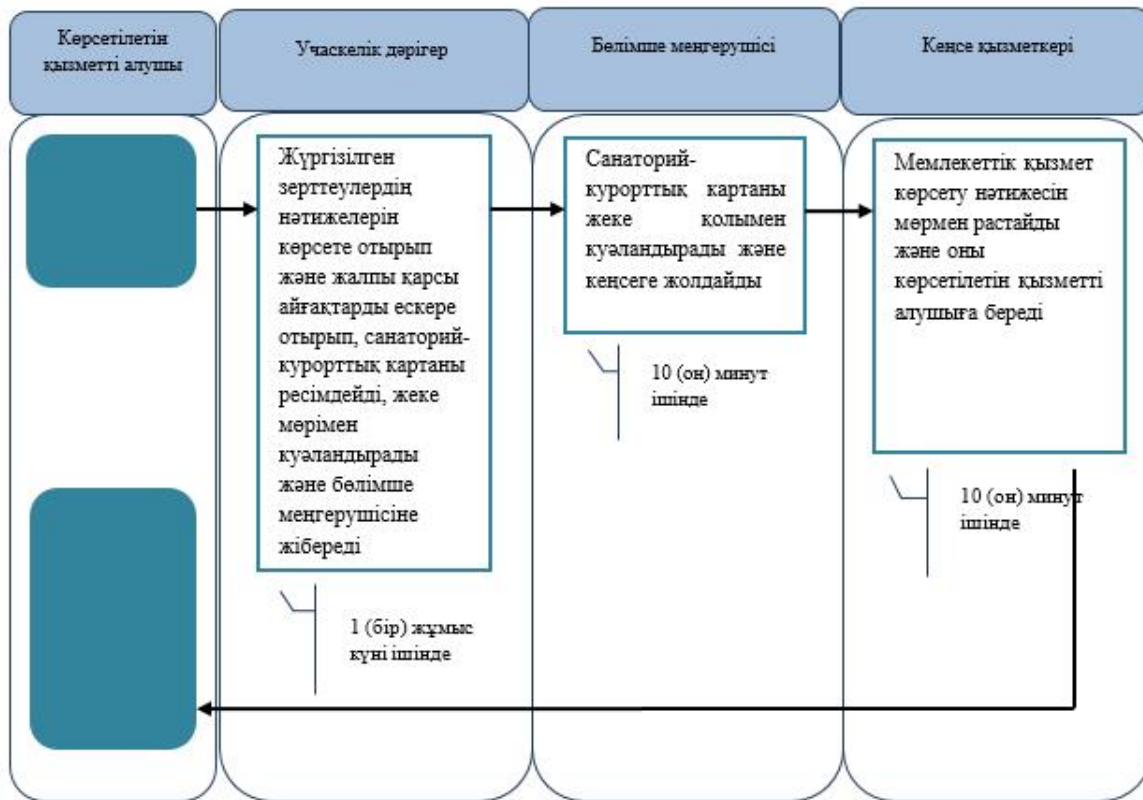 Көрсетілетін
қызметті алушы
Учаскелік дәрігер
Бөлімше меңгерушісі
Кеңсе қызметкері
Жүргізілген
зерттеулердің
нәтижелерін
көрсете отырып
және жалпы қарсы
айғақтарды ескере
отырып, санаторий-
курорттық картаны
ресімдейді, жеке
мөрімен
куәландырады
және бөлімше
меңгерушісіне
жібереді
1 (бір) жұмыс
күні ішінде
Санаторий-
курорттық картаны
жеке қолымен
куәландырады және
кеңсеге жолдайды
10 (он) минут
ішінде
Мемлекеттік қызмет
көрсету нәтижесін
мөрмен растайды
және оны
көрсетілетін қызметті
алушыға береді
10 (он) минут
ішінде